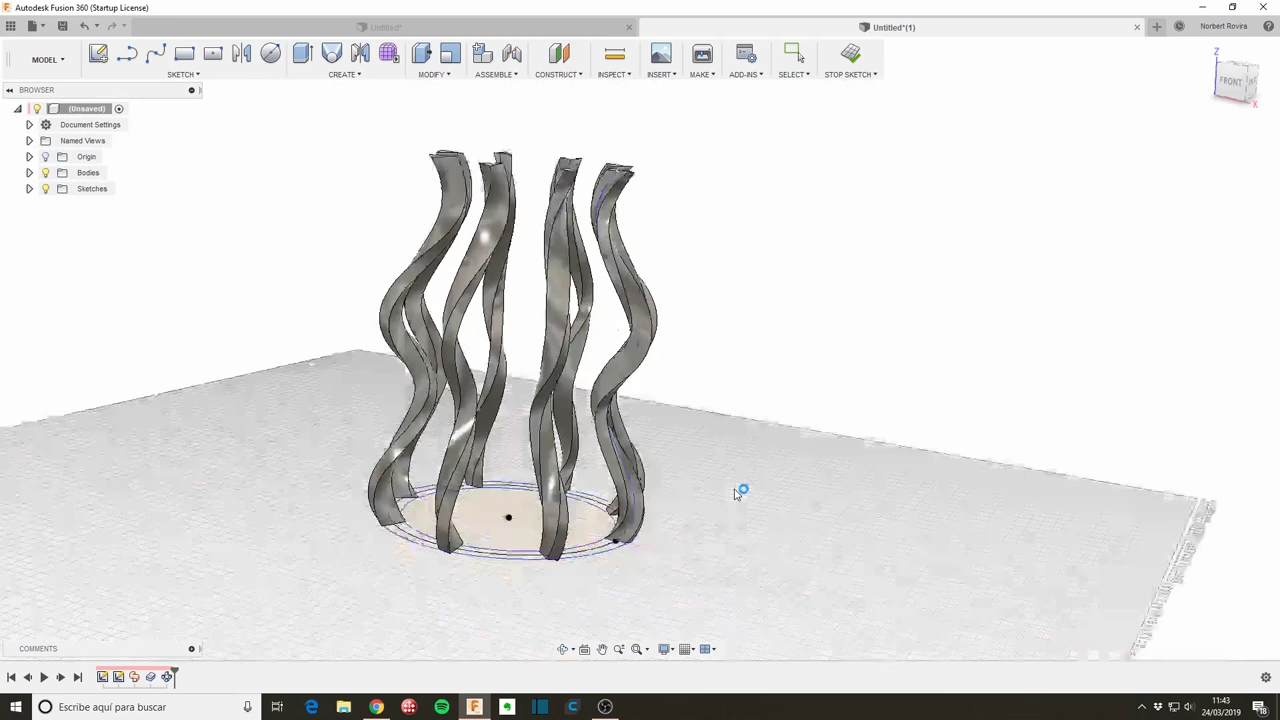 Autodesk Fusion 360 (Startup License)
Untitled*
Untitled*(1)
Norbert Rovira
MODEL
SKETCH
CREATE
MODIFY
ASSEMBLE
CONSTRUCT
INSPECT
INSERT
MAKE
ADD-INS
SELECT
STOP SKETCH
BROWSER
(Unsaved)
Document Settings
Named Views
Origin
Bodies
Sketches
Z
FRONT
X
COMMENTS
Escribe aquí para buscar
11:43
24/03/2019
18